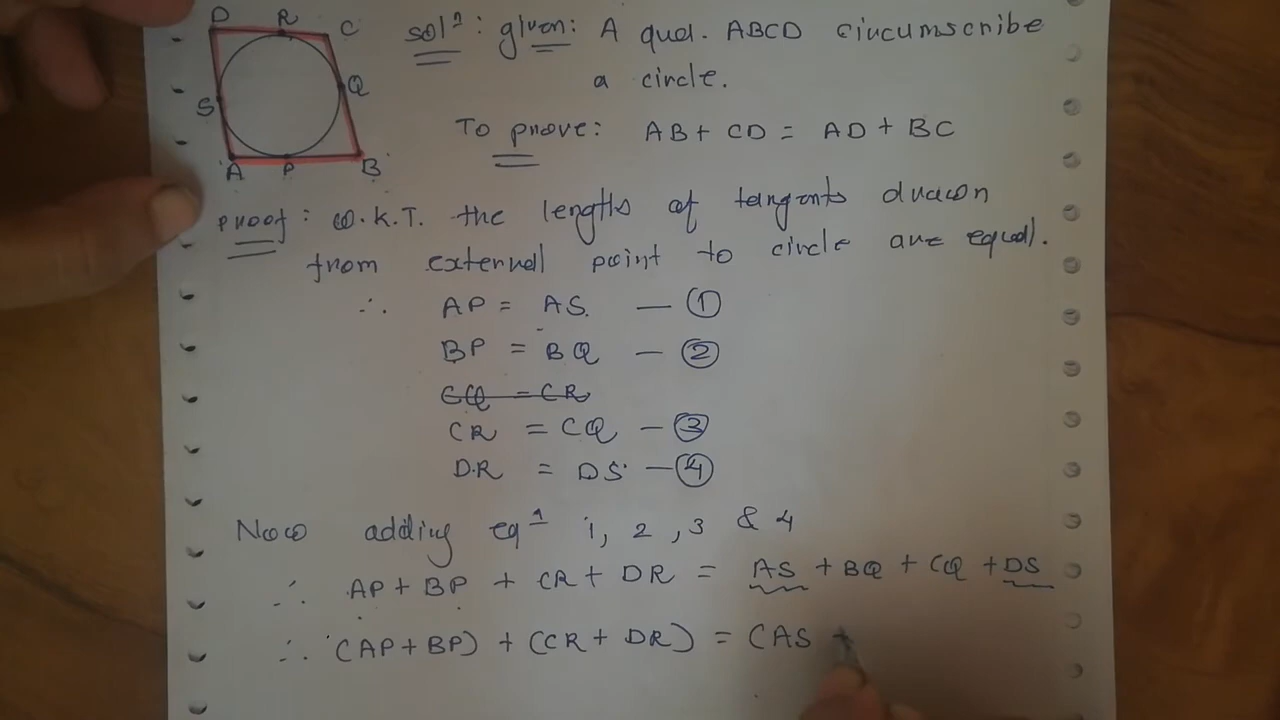 D R C
S Q
A P B
sol^n : given: A qud. ABCD circumscribe
a circle.
To prove: AB + CD = AD + BC
proof: W.K.T. the lengths of tangents drawn
from external point to circle are equal.
∴ AP = AS. — ①
BP = BQ — ②
CQ = CR
CR = CQ — ③
DR = DS — ④
Now adding eq^n 1, 2, 3 & 4
∴ AP + BP + CR + DR = AS + BQ + CQ + DS
∴ (AP + BP) + (CR + DR) = (AS +